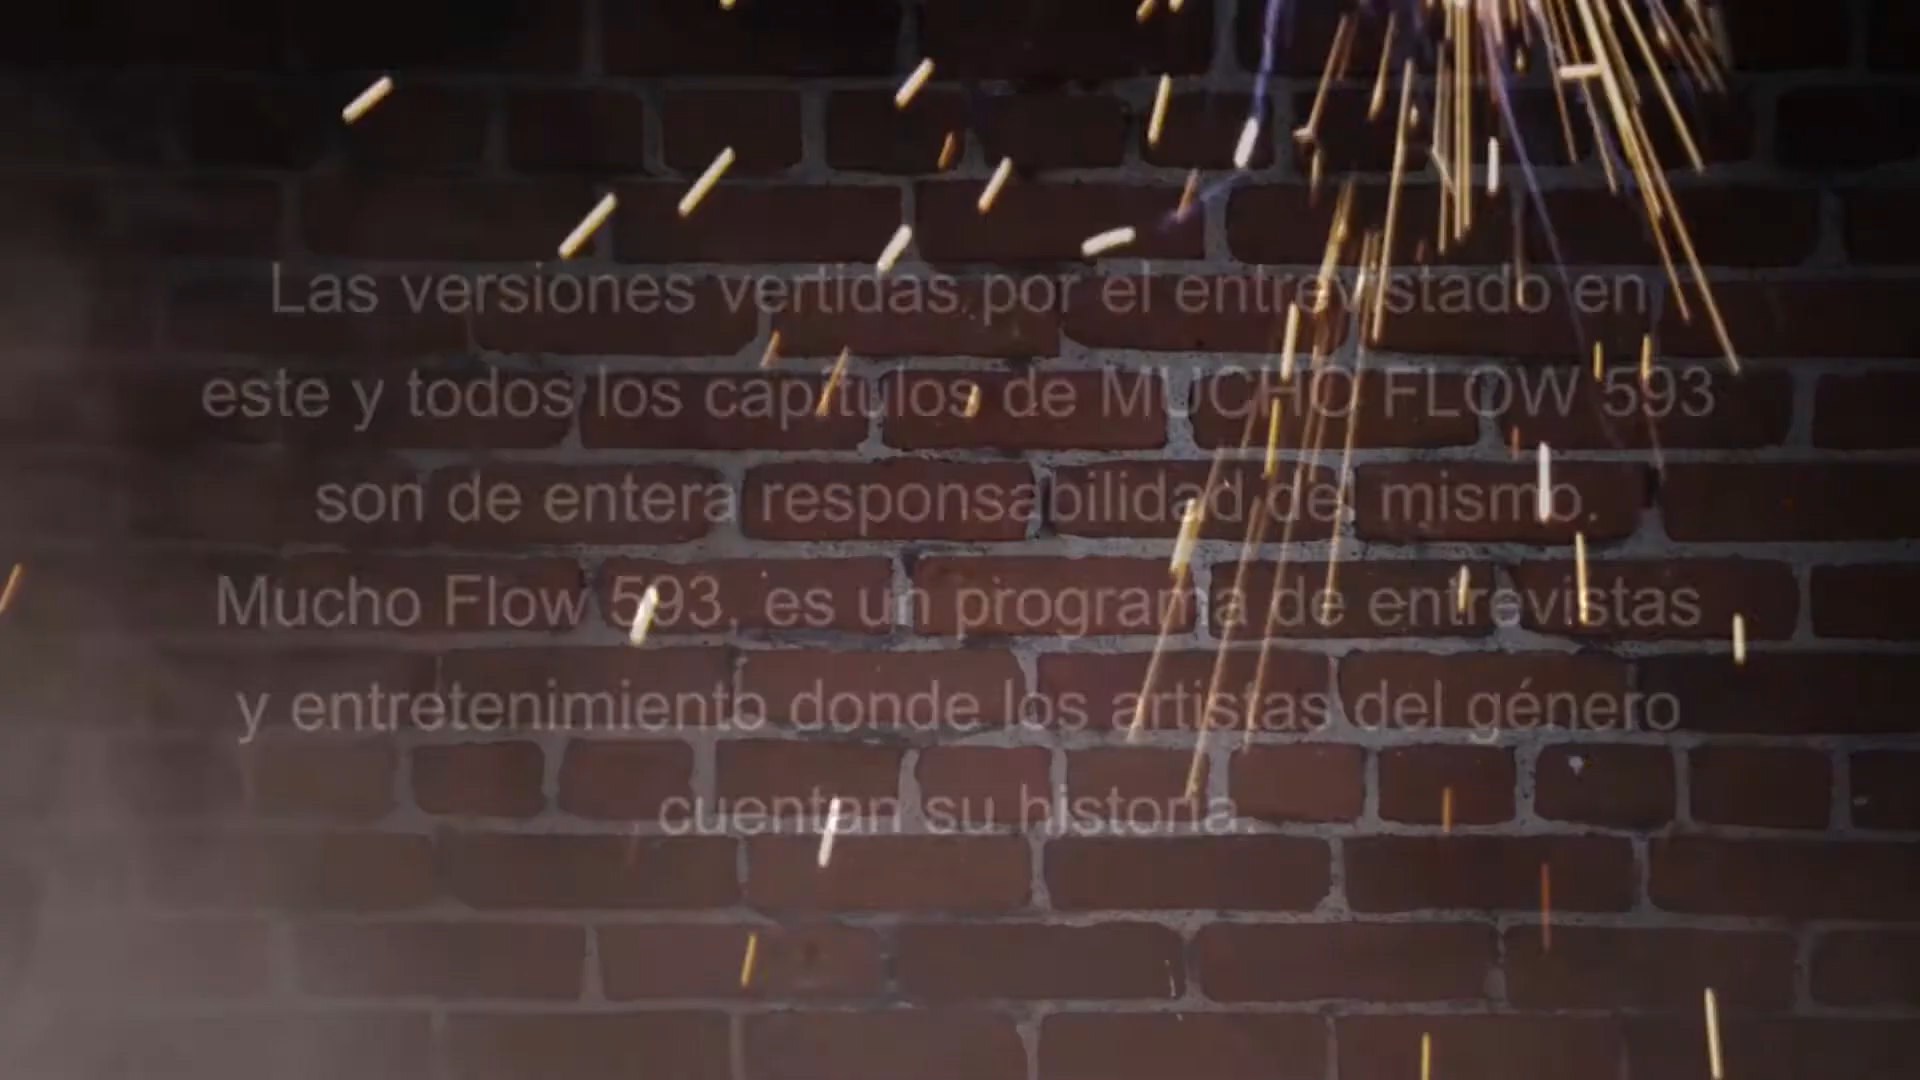 Las versiones vertidas por el entrevistado en
este y todos los capítulos de MUCHO FLOW 593
son de entera responsabilidad del mismo.
Mucho Flow 593, es un programa de entrevistas
y entretenimiento donde los artistas del género
cuentan su historia.